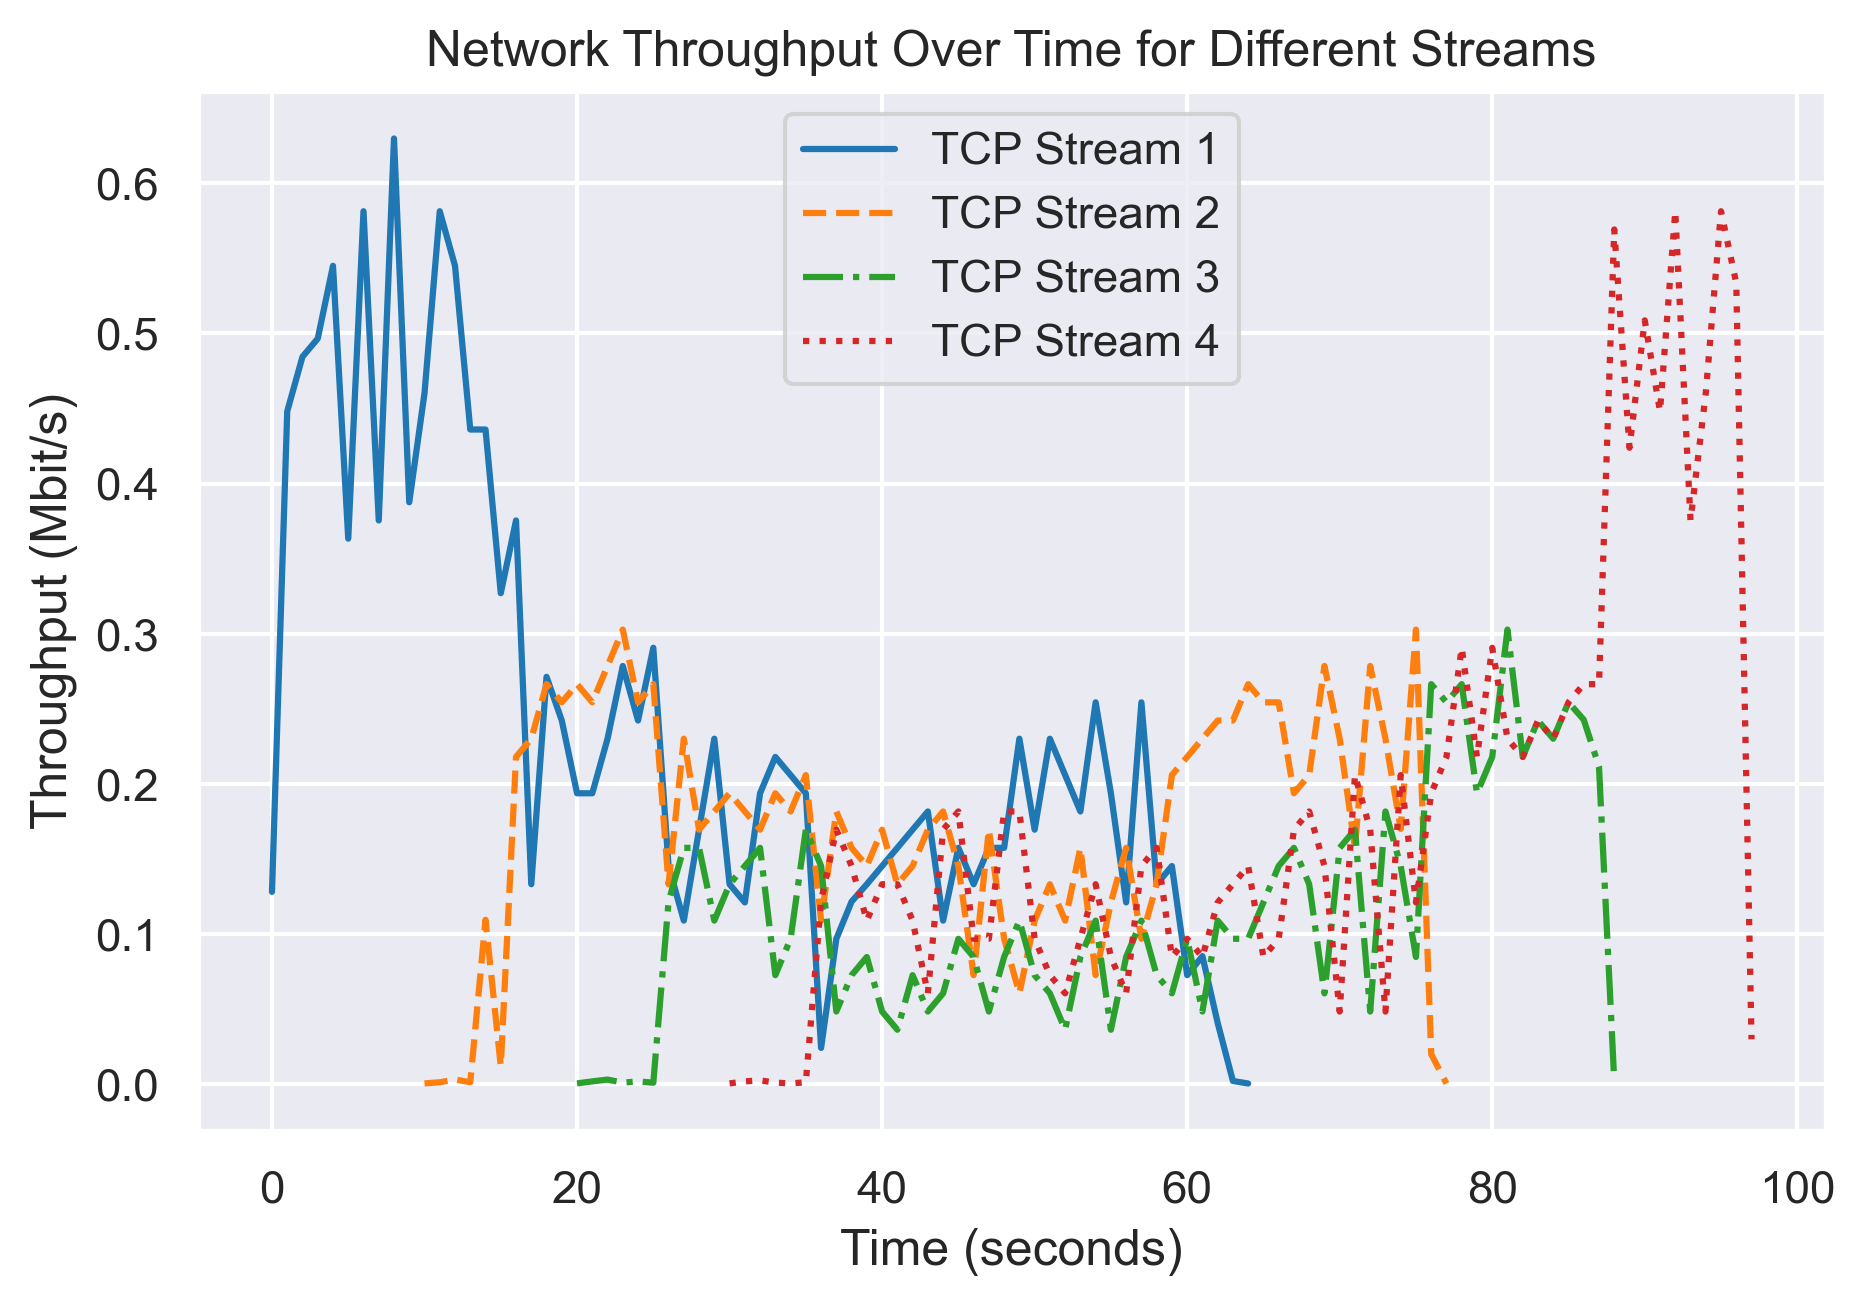 Network Throughput Over Time for Different Streams
TCP Stream 1
TCP Stream 2
TCP Stream 3
TCP Stream 4
Throughput (Mbit/s)
0.6
0.5
0.4
0.3
0.2
0.1
0.0
0 20 40 60 80 100
Time (seconds)